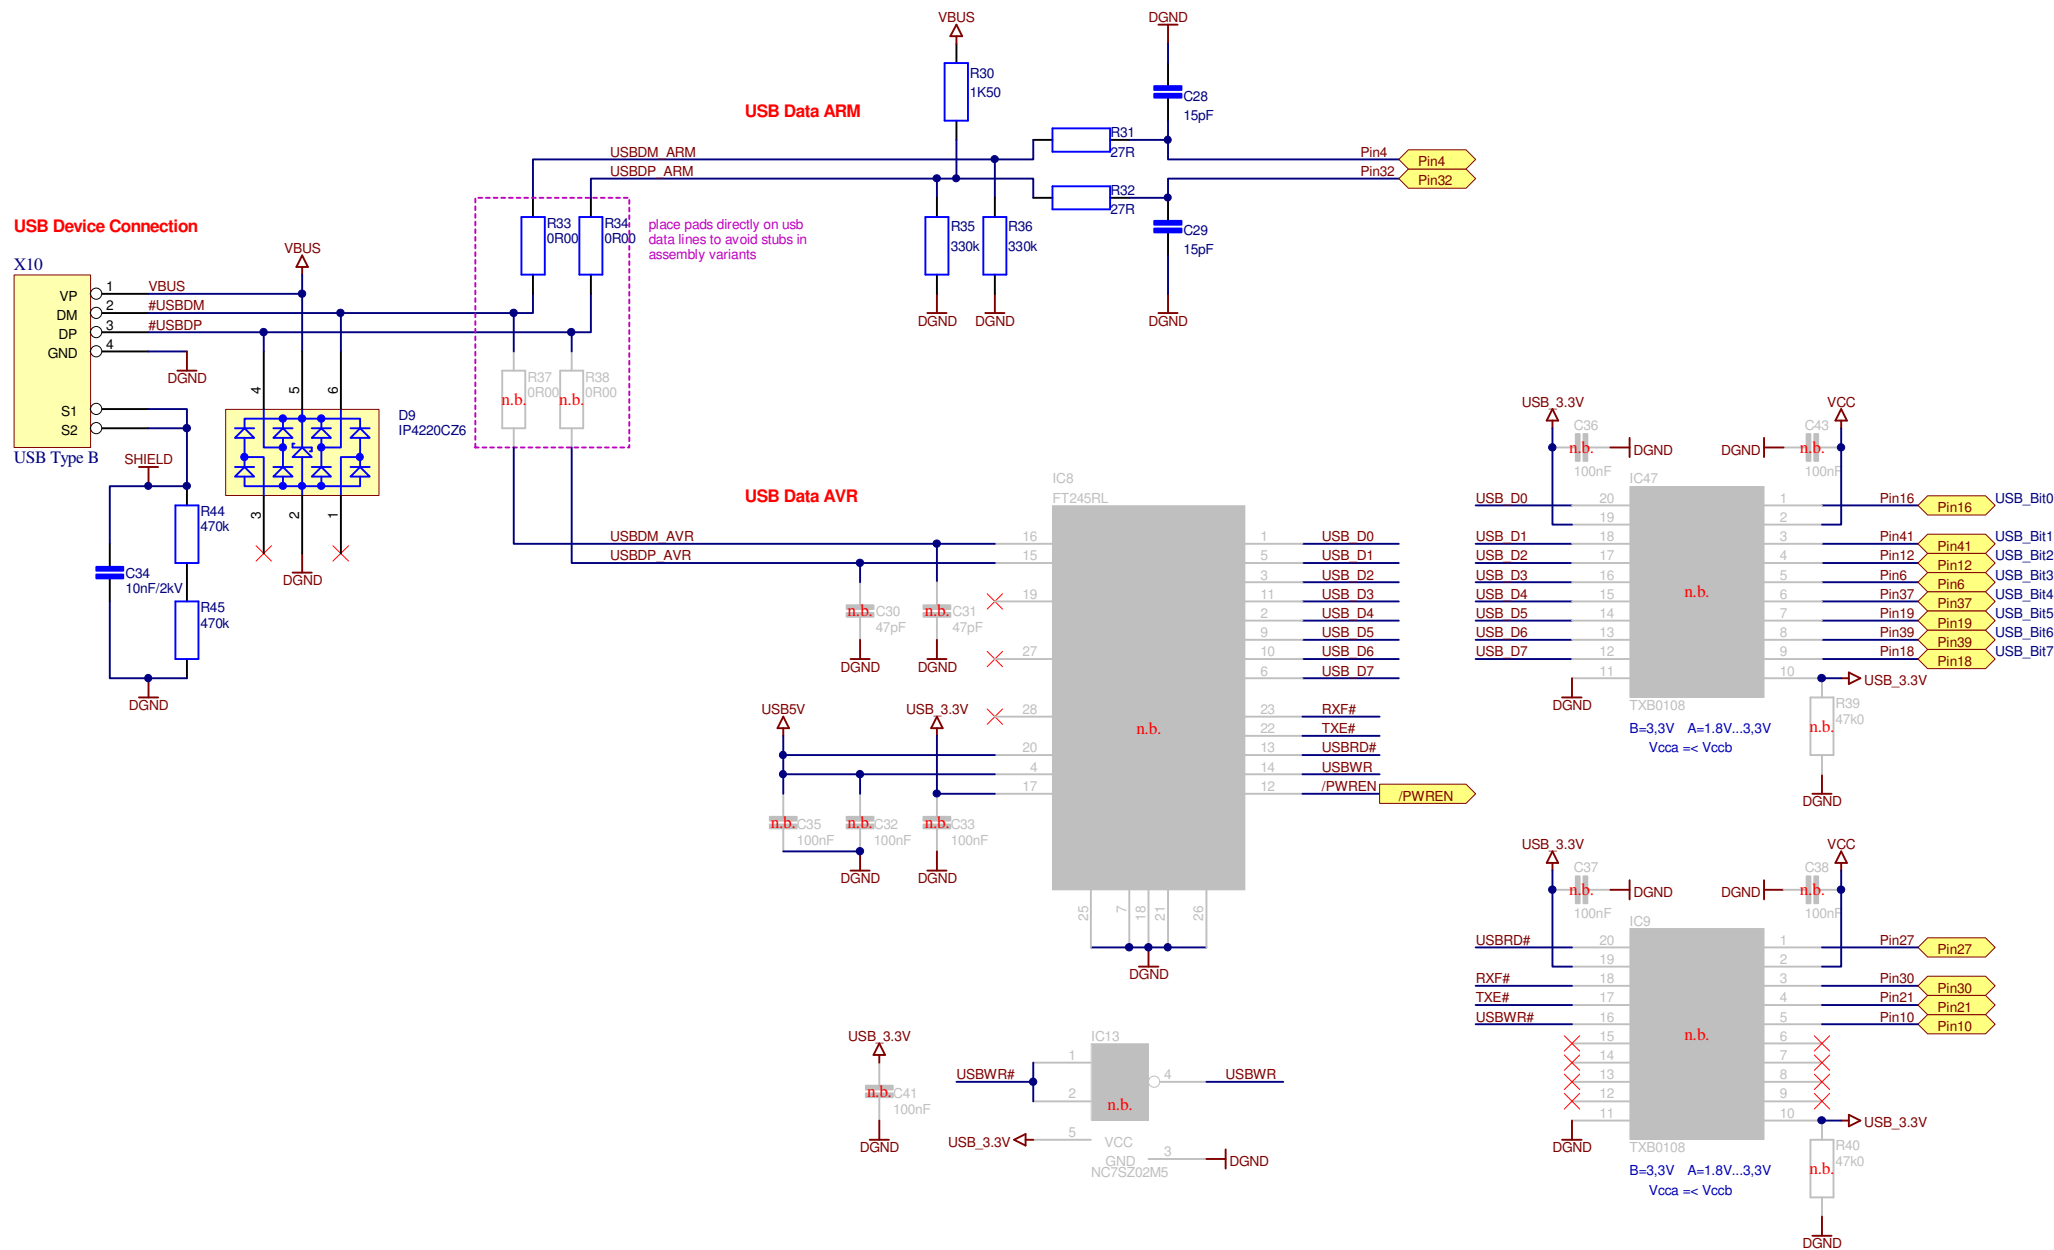 USB Device Connection
X10
VP
DM
DP
GND
S1
S2
1
2
3
4
VBUS
#USBDM
#USBDP
DGND
USB Type B
VBUS
4
5
6
3
2
1
D9
IP4220CZ6
DGND
SHIELD
R44
470k
R45
470k
C34
10nF/2kV
DGND
USB Data ARM
VBUS
R30
1K50
DGND
C28
15pF
USBDM_ARM
USBDP_ARM
R31
27R
R32
27R
Pin4
Pin4
Pin32
Pin32
R33
0R00
R34
0R00
place pads directly on usb
data lines to avoid stubs in
assembly variants
R35
330k
R36
330k
C29
15pF
DGND
DGND
DGND
R37
0R00
n.b.
R38
0R00
n.b.
USB Data AVR
USBDM_AVR
USBDP_AVR
n.b.
C30
47pF
n.b.
C31
47pF
DGND
DGND
USB5V
USB_3.3V
n.b.
C35
100nF
n.b.
C32
100nF
n.b.
C33
100nF
DGND
DGND
IC8
FT245RL
n.b.
16
15
19
27
28
20
4
17
25
7
18
21
26
DGND
1 USB_D0
5 USB_D1
3 USB_D2
11 USB_D3
2 USB_D4
9 USB_D5
10 USB_D6
6 USB_D7
23 RXF#
22 TXE#
13 USBRD#
14 USBWR
12 /PWREN /PWREN
USB_3.3V
n.b.
C41
100nF
DGND
IC13
USBWR#
1
2
n.b.
4
USBWR
USB_3.3V
5
VCC
GND
3
DGND
NC7SZ02M5
USB_3.3V
C36
n.b.
100nF
DGND
VCC
C43
n.b.
100nF
DGND
IC47
n.b.
USB_D0 20
19
USB_D1 18
USB_D2 17
USB_D3 16
USB_D4 15
USB_D5 14
USB_D6 13
USB_D7 12
11
DGND
1 Pin16 Pin16 USB_Bit0
2
3 Pin41 Pin41 USB_Bit1
4 Pin12 Pin12 USB_Bit2
5 Pin6 Pin6 USB_Bit3
6 Pin37 Pin37 USB_Bit4
7 Pin19 Pin19 USB_Bit5
8 Pin39 Pin39 USB_Bit6
9 Pin18 Pin18 USB_Bit7
10 USB_3.3V
R39
47k0
n.b.
DGND
TXB0108
B=3,3V A=1.8V...3,3V
Vcca =< Vccb
USB_3.3V
C37
n.b.
100nF
DGND
VCC
C38
n.b.
100nF
DGND
IC9
n.b.
USBRD# 20
19
RXF# 18
TXE# 17
USBWR# 16
15
14
13
12
11
DGND
1 Pin27 Pin27
2
3 Pin30 Pin30
4 Pin21 Pin21
5 Pin10 Pin10
6
7
8
9
10 USB_3.3V
R40
47k0
n.b.
DGND
TXB0108
B=3,3V A=1.8V...3,3V
Vcca =< Vccb